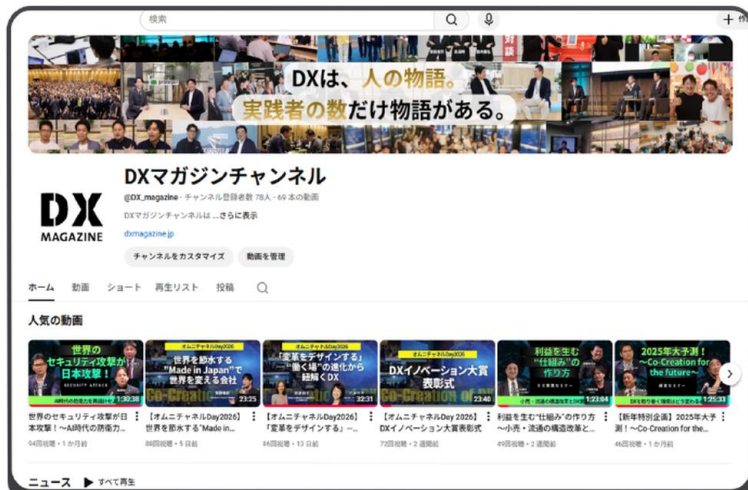 検索
DXは、人の物語。
実践者の数だけ物語がある。
DX
MAGAZINE
DXマガジンチャンネル
@DX_magazine・チャンネル登録者数 78人・69 本の動画
DXマガジンチャンネルは ...さらに表示
dxmagazine.jp
チャンネルをカスタマイズ 動画を管理
ホーム 動画 ショート 再生リスト 投稿
人気の動画
世界の
セキュリティ攻撃が
日本攻撃！
SECURITY ATTACK
1:30:38
オムニチャネルDay2026
世界を節水する
"Made in Japan"で
世界を変える会社
23:25
オムニチャネルDay2026
「変革をデザインする」
"働く場"の進化から
紐解くDX
32:31
オムニチャネルDay2026
DXイノベーション大賞
表彰式
23:40
利益を生む
"仕組み"の
作り方
1:23:04
2025年大予測！
～Co-Creation for
the future～
1:25:33
世界のセキュリティ攻撃が日
本攻撃！～AI時代の防衛力...
94回視聴・1 か月前
【オムニチャネルDay2026】
世界を節水する"Made in...
88回視聴・5 日前
【オムニチャネルDay2026】
「変革をデザインする」—...
86回視聴・13 日前
【オムニチャネルDay 2026】
DXイノベーション大賞表彰式
72回視聴・2 週間前
利益を生む"仕組み"の作り方
～小売・流通の構造改革と...
49回視聴・2 週間前
【新年特別企画】2025年大予
測！～Co-Creation for the...
46回視聴・1 か月前
ニュース すべて再生